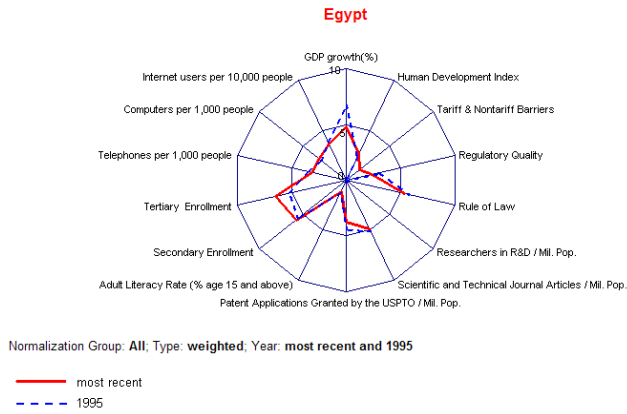 Egypt
GDP growth(%)
10
Internet users per 10,000 people
Human Development Index
Computers per 1,000 people
Tariff & Nontariff Barriers
5
Telephones per 1,000 people
Regulatory Quality
0
Tertiary Enrollment
Rule of Law
Secondary Enrollment
Researchers in R&D / Mil. Pop.
Adult Literacy Rate (% age 15 and above)
Scientific and Technical Journal Articles / Mil. Pop.
Patent Applications Granted by the USPTO / Mil. Pop.
Normalization Group: All; Type: weighted; Year: most recent and 1995
most recent
1995